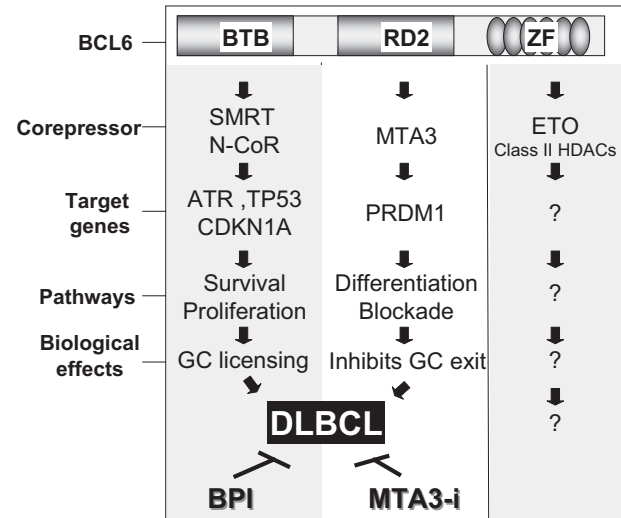 BCL6 BTB RD2 ZF
Corepressor SMRT MTA3 ETO
N-CoR Class II HDACs
Target ATR ,TP53 PRDM1 ?
genes CDKN1A
Pathways Survival Differentiation ?
Proliferation Blockade
Biological GC licensing Inhibits GC exit ?
effects
?
DLBCL
BPI MTA3-i